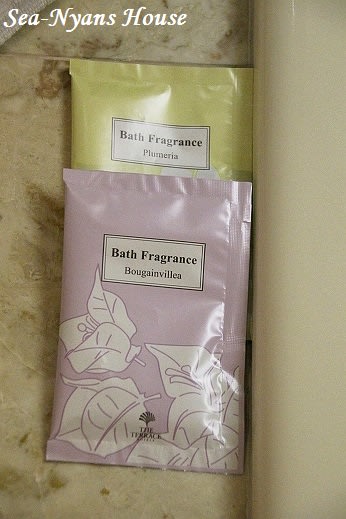 Sea-Nyans House
Bath Fragrance
Plumeria
Bath Fragrance
Bougainvillea
THE
TERRACE